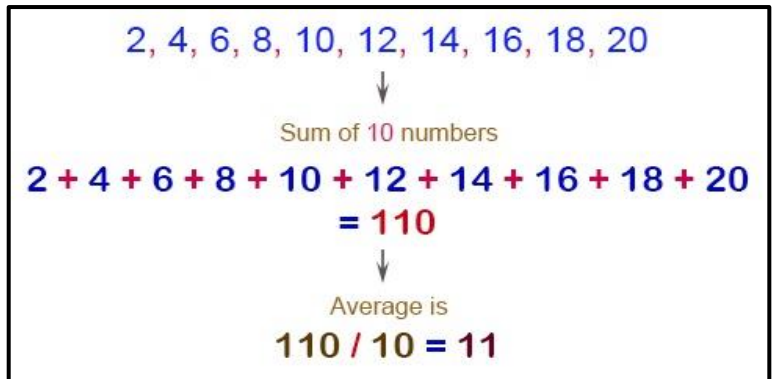 2, 4, 6, 8, 10, 12, 14, 16, 18, 20
Sum of 10 numbers
2 + 4 + 6 + 8 + 10 + 12 + 14 + 16 + 18 + 20
= 110
Average is
110 / 10 = 11